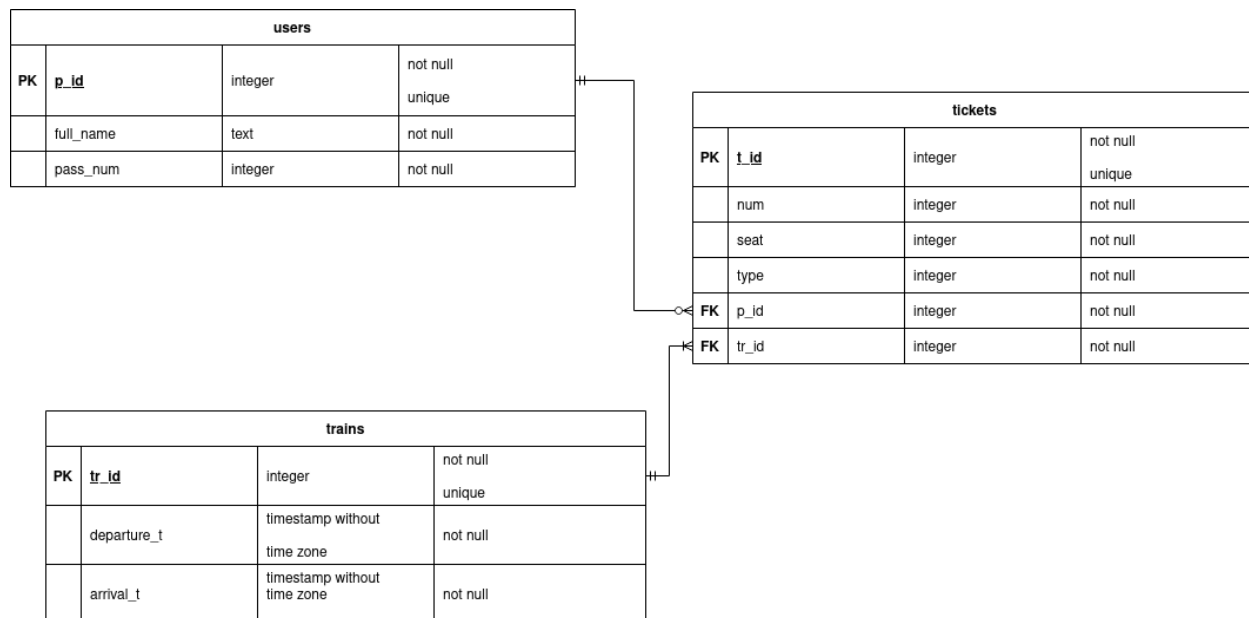 users
PK p_id integer not null
unique
full_name text not null
pass_num integer not null
tickets
PK t_id integer not null
unique
num integer not null
seat integer not null
type integer not null
FK p_id integer not null
FK tr_id integer not null
trains
PK tr_id integer not null
unique
departure_t timestamp without
time zone not null
arrival_t timestamp without
time zone not null